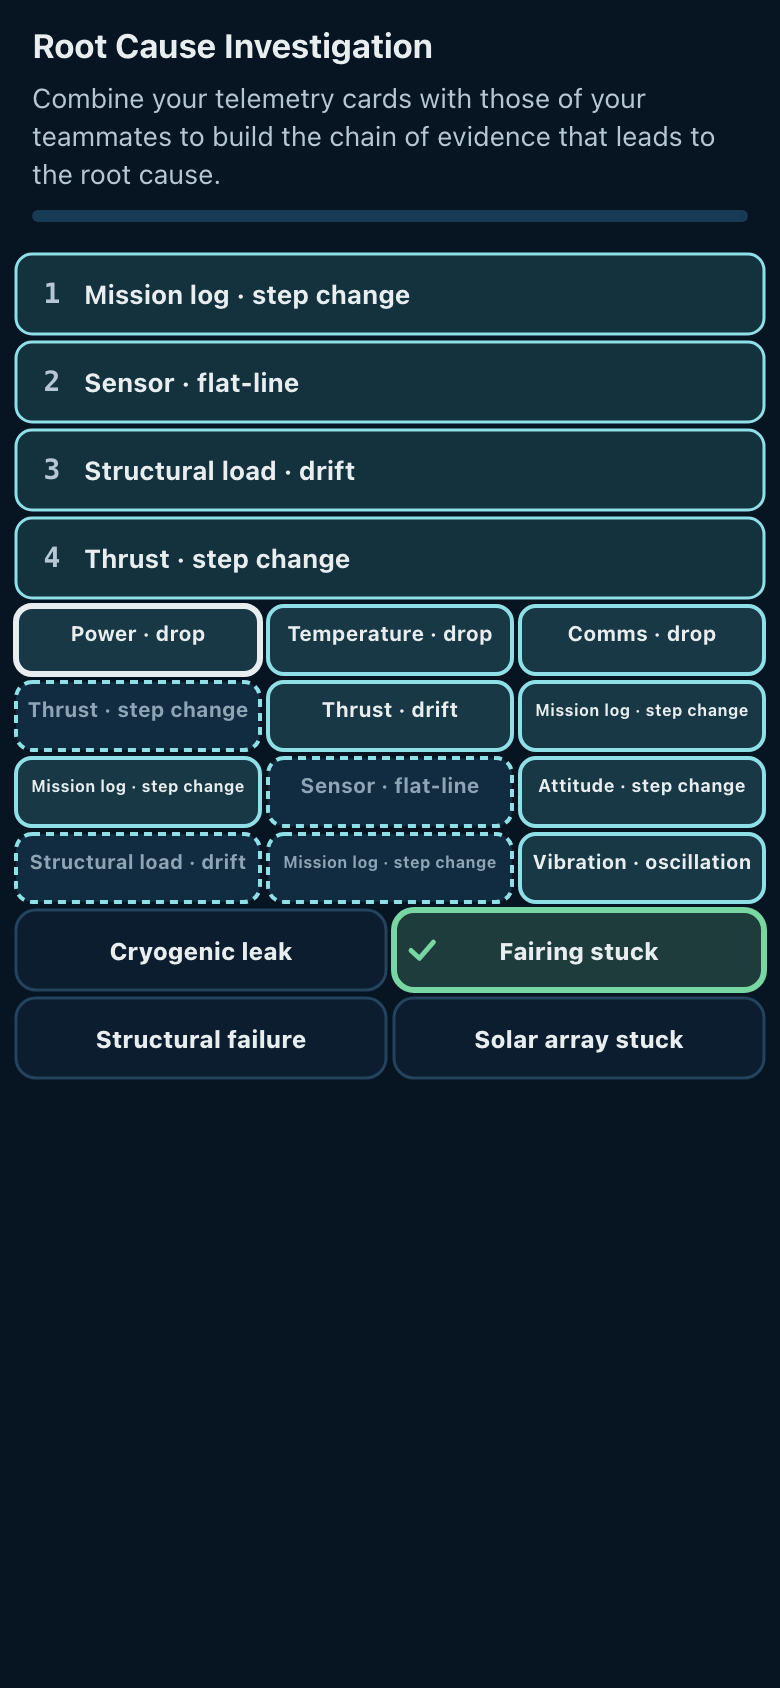 Root Cause Investigation
Combine your telemetry cards with those of your
teammates to build the chain of evidence that leads to
the root cause.
1 Mission log · step change
2 Sensor · flat-line
3 Structural load · drift
4 Thrust · step change
Power · drop
Temperature · drop
Comms · drop
Thrust · step change
Thrust · drift
Mission log · step change
Mission log · step change
Sensor · flat-line
Attitude · step change
Structural load · drift
Mission log · step change
Vibration · oscillation
Cryogenic leak
Fairing stuck
Structural failure
Solar array stuck